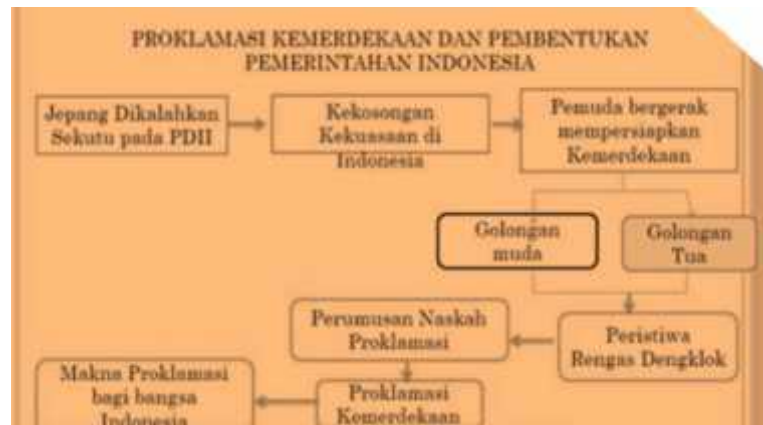 PROKLAMASI KEMERDEKAAN DAN PEMBENTUKAN
PEMERINTAHAN INDONESIA
Jepang Dikalahkan
Sekutu pada PDII
Kekosongan
Kekuasaan di
Indonesia
Pemuda bergerak
mempersiapkan
Kemerdekaan
Golongan
muda
Golongan
Tua
Perumusan Naskah
Proklamasi
Peristiwa
Rengas Dengklok
Makna Proklamasi
bagi bangsa
Indonesia
Proklamasi
Kemerdekaan